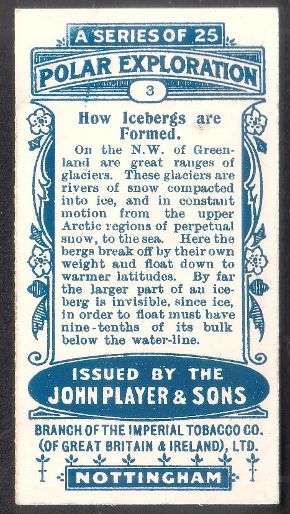 A SERIES OF 25
POLAR EXPLORATION
3
How Icebergs are
Formed.
On the N.W. of Green-
land are great ranges of
glaciers. These glaciers are
rivers of snow compacted
into ice, and in constant
motion from the upper
Arctic regions of perpetual
snow, to the sea. Here the
bergs break off by their own
weight and float down to
warmer latitudes. By far
the larger part of an ice-
berg is invisible, since ice,
in order to float must have
nine-tenths of its bulk
below the water-line.
ISSUED BY THE
JOHN PLAYER & SONS
BRANCH OF THE IMPERIAL TOBACCO CO.
(OF GREAT BRITAIN & IRELAND), LTD.
NOTTINGHAM